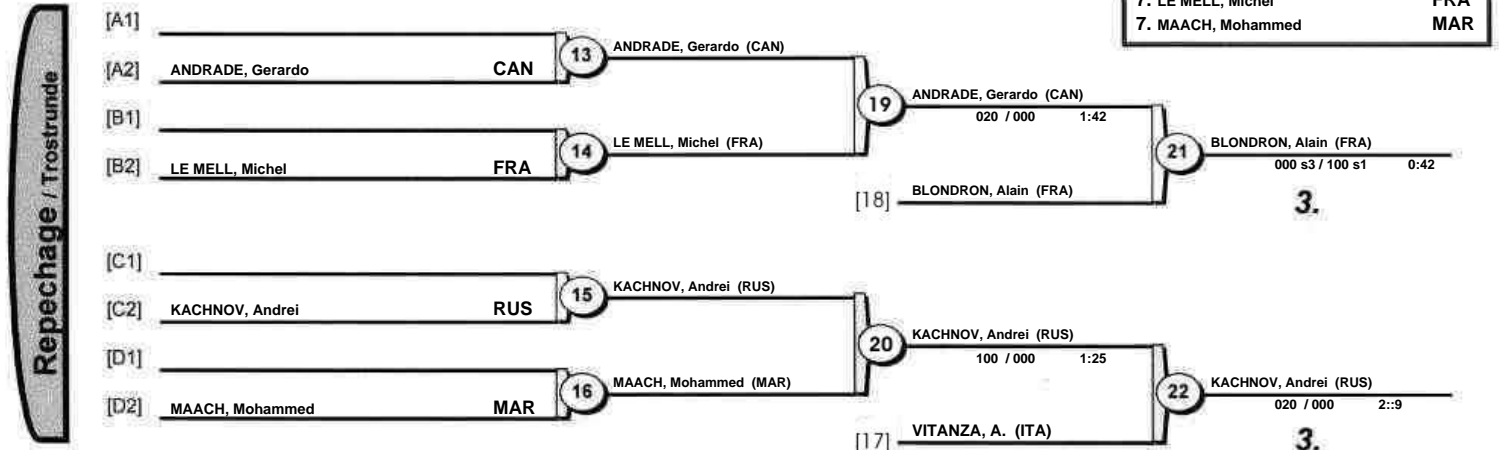 7. LE MELL, Michel FRA
7. MAACH, Mohammed MAR
Repechage / Trostrunde
[A1]
[A2] ANDRADE, Gerardo CAN
13
ANDRADE, Gerardo (CAN)
[B1]
[B2] LE MELL, Michel FRA
14
LE MELL, Michel (FRA)
19
ANDRADE, Gerardo (CAN)
020 / 000 1:42
[18] BLONDRON, Alain (FRA)
21
BLONDRON, Alain (FRA)
000 s3 / 100 s1 0:42
3.
[C1]
[C2] KACHNOV, Andrei RUS
15
KACHNOV, Andrei (RUS)
[D1]
[D2] MAACH, Mohammed MAR
16
MAACH, Mohammed (MAR)
20
KACHNOV, Andrei (RUS)
100 / 000 1:25
[17] VITANZA, A. (ITA)
22
KACHNOV, Andrei (RUS)
020 / 000 2::9
3.